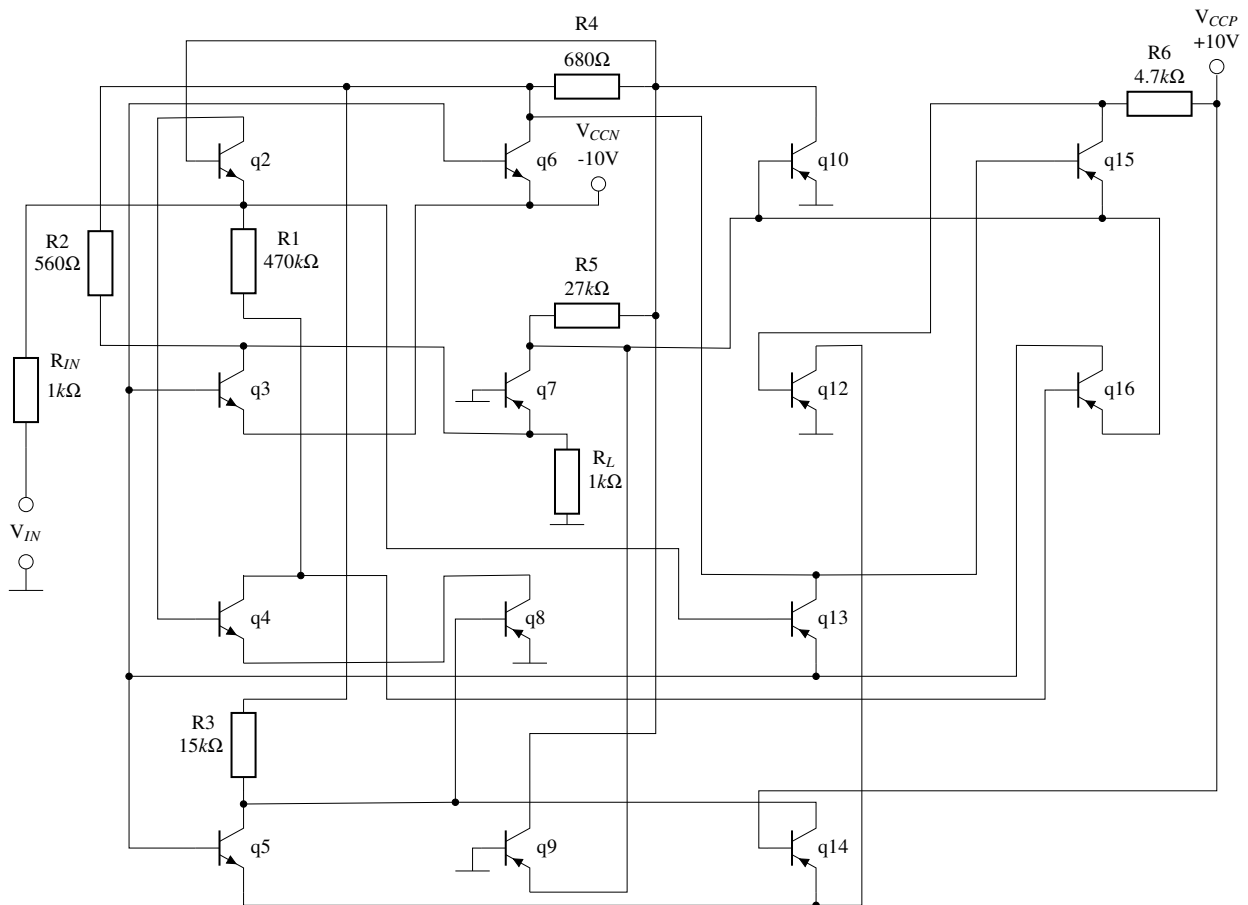 R4
680Ω
V_CCP
+10V
R6
4.7kΩ
V_CCN
-10V
q2
q6
q10
q15
R2
560Ω
R1
470kΩ
R5
27kΩ
R_IN
1kΩ
q3
q7
q12
q16
R_L
1kΩ
V_IN
q4
q8
q13
R3
15kΩ
q5
q9
q14